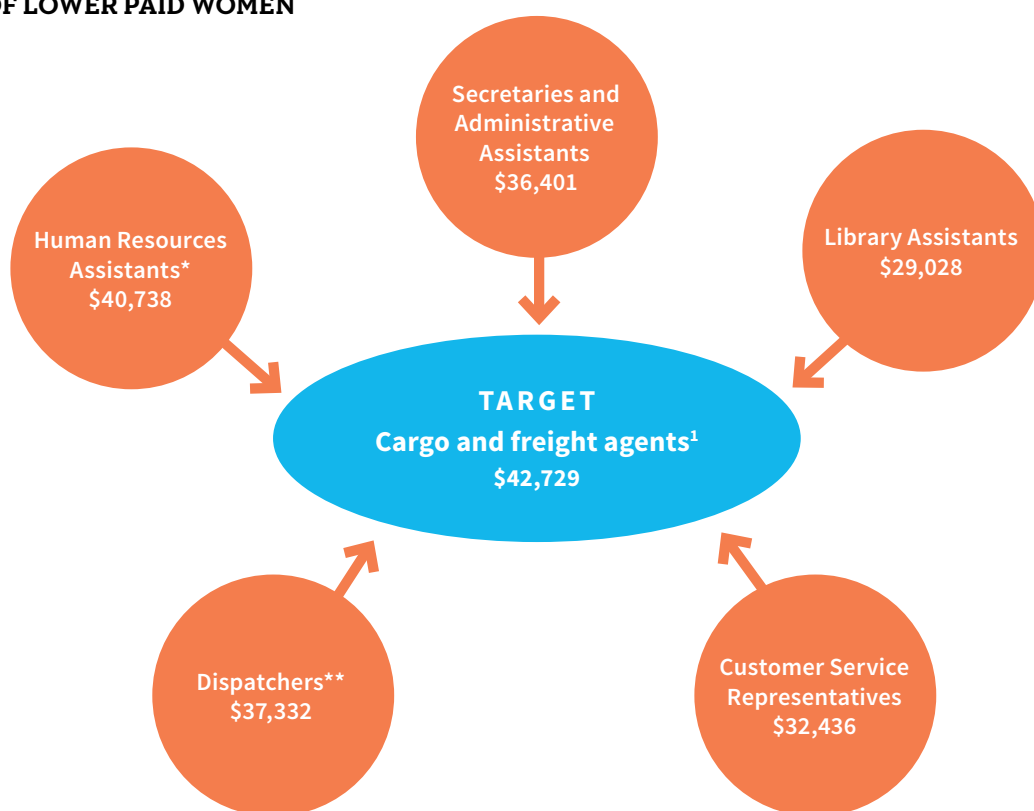 OF LOWER PAID WOMEN
Secretaries and
Administrative
Assistants
$36,401
Human Resources
Assistants*
$40,738
Library Assistants
$29,028
TARGET
Cargo and freight agents¹
$42,729
Dispatchers**
$37,332
Customer Service
Representatives
$32,436